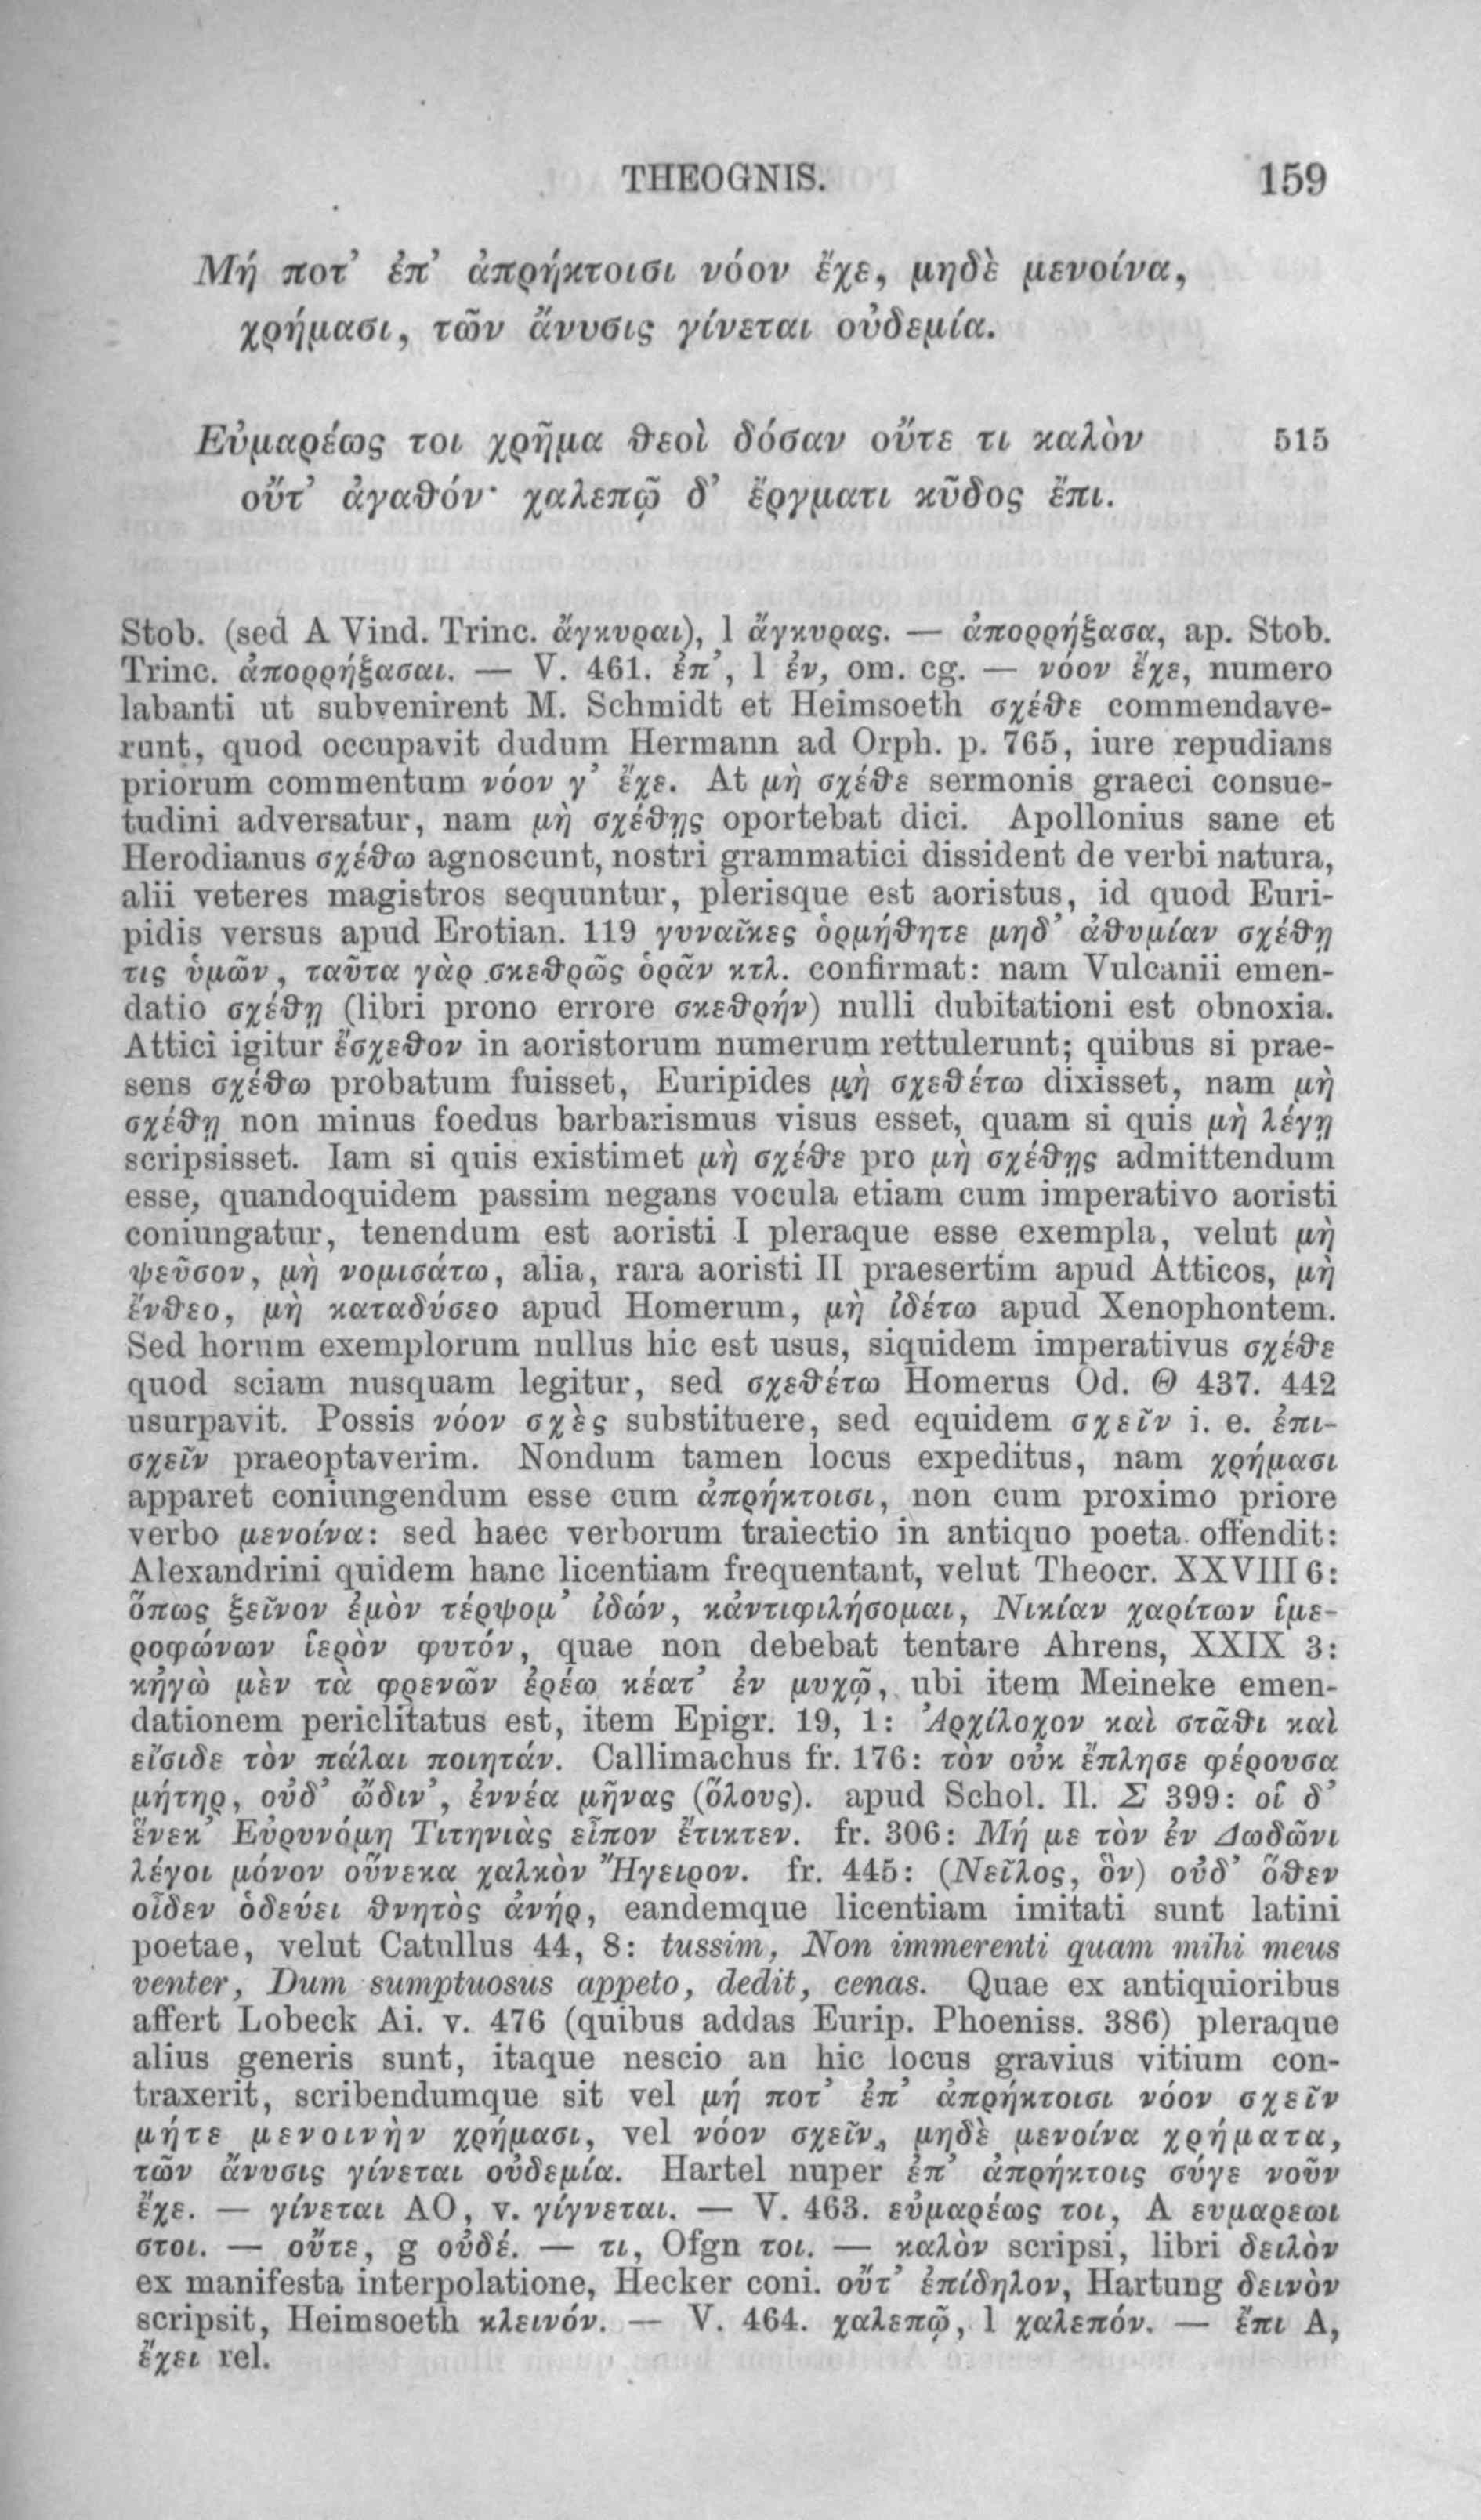 THEOGNIS. 159
Μή ποτ’ ἐπ’ ἀπρήκτοισι νόον ἔχε, μηδὲ μενοίνα,
χρήμασι, τῶν ἄνυσις γίνεται οὐδεμία.
Εὐμαρέως τοι χρῆμα θεοὶ δόσαν οὔτε τι καλὸν 515
οὔτ’ ἀγαθόν· χαλεπῷ δ’ ἔργματι κῦδος ἔπι.
Stob. (sed A Vind. Trinc. ἄγκυραι), l ἄγκυρας. — ἀπορρήξασα, ap. Stob.
Trinc. ἀπορρήξασαι. — V. 461. ἐπ’, l ἐν, om. cg. — νόον ἔχε, numero
labanti ut subvenirent M. Schmidt et Heimsoeth σχέθε commendave-
runt, quod occupavit dudum Hermann ad Orph. p. 765, iure repudians
priorum commentum νόον γ’ ἔχε. At μὴ σχέθε sermonis graeci consue-
tudini adversatur, nam μὴ σχέθῃς oportebat dici. Apollonius sane et
Herodianus σχέθω agnoscunt, nostri grammatici dissident de verbi natura,
alii veteres magistros sequuntur, plerisque est aoristus, id quod Euri-
pidis versus apud Erotian. 119 γυναῖκες ὁρμήθητε μηδ’ ἀθυμίαν σχέθῃ
τις ὑμῶν, ταῦτα γὰρ σκεθρῶς ὁρᾶν κτλ. confirmat: nam Vulcanii emen-
datio σχέθῃ (libri prono errore σκεθρήν) nulli dubitationi est obnoxia.
Attici igitur ἔσχεθον in aoristorum numerum rettulerunt; quibus si prae-
sens σχέθω probatum fuisset, Euripides μὴ σχεθέτω dixisset, nam μὴ
σχέθῃ non minus foedus barbarismus visus esset, quam si quis μὴ λέγῃ
scripsisset. Iam si quis existimet μὴ σχέθε pro μὴ σχέθῃς admittendum
esse, quandoquidem passim negans vocula etiam cum imperativo aoristi
coniungatur, tenendum est aoristi I pleraque esse exempla, velut μὴ
ψεῦσον, μὴ νομισάτω, alia, rara aoristi II praesertim apud Atticos, μὴ
ἔνθεο, μὴ καταδύσεο apud Homerum, μὴ ἰδέτω apud Xenophontem.
Sed horum exemplorum nullus hic est usus, siquidem imperativus σχέθε
quod sciam nusquam legitur, sed σχεθέτω Homerus Od. Θ 437. 442
usurpavit. Possis νόον σχὲς substituere, sed equidem σχεῖν i. e. ἐπι-
σχεῖν praeoptaverim. Nondum tamen locus expeditus, nam χρήμασι
apparet coniungendum esse cum ἀπρήκτοισι, non cum proximo priore
verbo μενοίνα: sed haec verborum traiectio in antiquo poeta offendit:
Alexandrini quidem hanc licentiam frequentant, velut Theocr. XXVIII 6:
ὅπως ξεῖνον ἐμὸν τέρψομ’ ἰδών, κἀντιφιλήσομαι, Νικίαν χαρίτων ἱμε-
ροφώνων ἱερὸν φυτόν, quae non debebat tentare Ahrens, XXIX 3:
κἠγὼ μὲν τὰ φρενῶν ἐρέω κέατ’ ἐν μυχῷ, ubi item Meineke emen-
dationem periclitatus est, item Epigr. 19, 1: Ἀρχίλοχον καὶ στᾶθι καὶ
εἴσιδε τὸν πάλαι ποιητάν. Callimachus fr. 176: τὸν οὐκ ἔπλησε φέρουσα
μήτηρ, οὐδ’ ὤδιν’, ἐννέα μῆνας (ὅλους). apud Schol. Il. Σ 399: οἵ δ’
ἕνεκ’ Εὐρυνόμη Τιτηνιὰς εἶπον ἔτικτεν. fr. 306: Μή με τὸν ἐν Δωδῶνι
λέγοι μόνον οὕνεκα χαλκὸν Ἤγειρον. fr. 445: (Νεῖλος, ὃν) οὐδ’ ὅθεν
οἶδεν ὁδεύει θνητὸς ἀνήρ, eandemque licentiam imitati sunt latini
poetae, velut Catullus 44, 8: tussim, Non immerenti quam mihi meus
venter, Dum sumptuosus appeto, dedit, cenas. Quae ex antiquioribus
affert Lobeck Ai. v. 476 (quibus addas Eurip. Phoeniss. 386) pleraque
alius generis sunt, itaque nescio an hic locus gravius vitium con-
traxerit, scribendumque sit vel μή ποτ’ ἐπ’ ἀπρήκτοισι νόον σχεῖν
μήτε μενοινὴν χρήμασι, vel νόον σχεῖν, μηδὲ μενοίνα χρήματα,
τῶν ἄνυσις γίνεται οὐδεμία. Hartel nuper ἐπ’ ἀπρήκτοις σύγε νοῦν
ἔχε. — γίνεται AO, v. γίγνεται. — V. 463. εὐμαρέως τοι, A ευμαρεωι
στοι. — οὔτε, g οὐδέ. — τι, Ofgn τοι. — καλὸν scripsi, libri δειλὸν
ex manifesta interpolatione, Hecker coni. οὔτ’ ἐπίδηλον, Hartung δεινὸν
scripsit, Heimsoeth κλεινόν. — V. 464. χαλεπῷ, l χαλεπόν. — ἔπι A,
ἔχει rel.